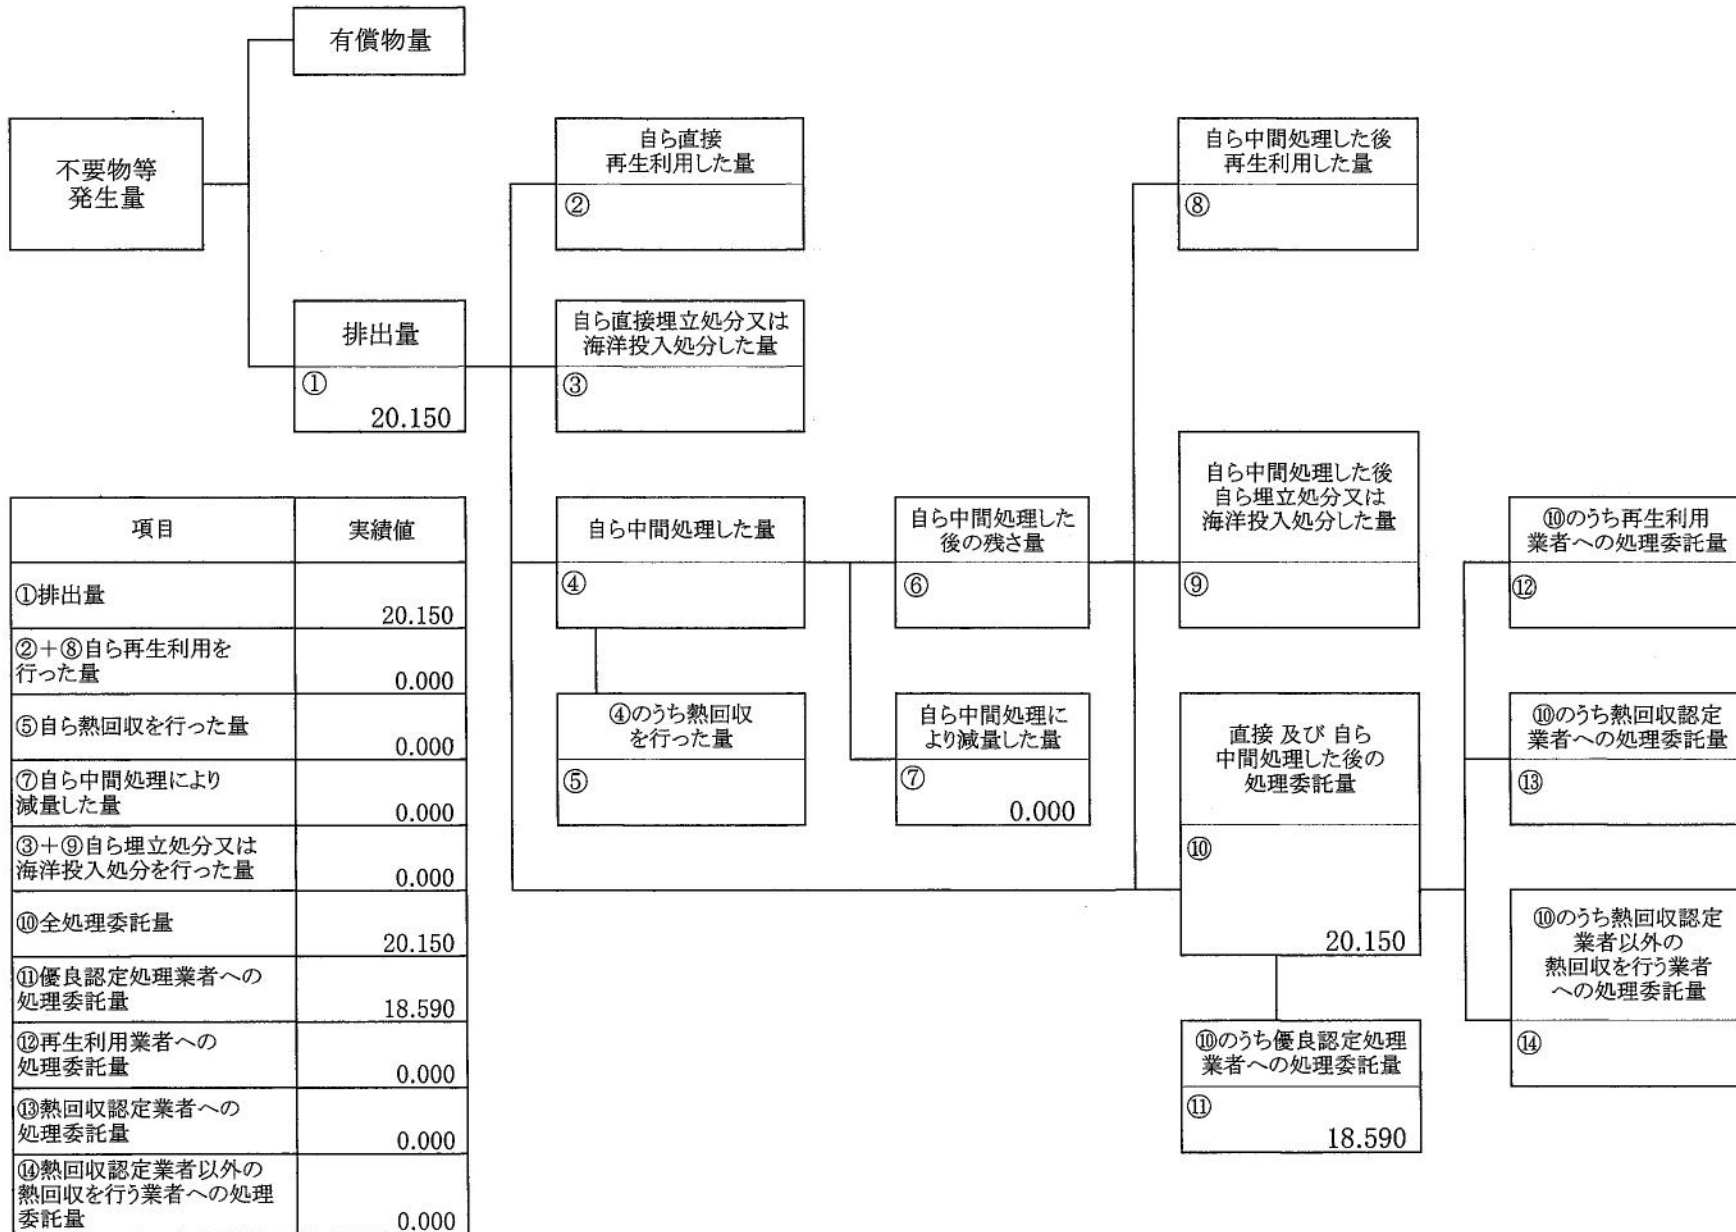 有償物量
不要物等
発生量
排出量
①
20.150
自ら直接
再生利用した量
②
自ら直接埋立処分又は
海洋投入処分した量
③
自ら中間処理した量
④
④のうち熱回収
を行った量
⑤
自ら中間処理した
後の残さ量
⑥
自ら中間処理に
より減量した量
⑦
0.000
自ら中間処理した後
再生利用した量
⑧
自ら中間処理した後
自ら埋立処分又は
海洋投入処分した量
⑨
直接 及び 自ら
中間処理した後の
処理委託量
⑩
20.150
⑩のうち優良認定処理
業者への処理委託量
⑪
18.590
⑩のうち再生利用
業者への処理委託量
⑫
⑩のうち熱回収認定
業者への処理委託量
⑬
⑩のうち熱回収認定
業者以外の
熱回収を行う業者
への処理委託量
⑭
項目 実績値
①排出量
20.150
②+⑧自ら再生利用を
行った量
0.000
⑤自ら熱回収を行った量
0.000
⑦自ら中間処理により
減量した量
0.000
③+⑨自ら埋立処分又は
海洋投入処分を行った量
0.000
⑩全処理委託量
20.150
⑪優良認定処理業者への
処理委託量
18.590
⑫再生利用業者への
処理委託量
0.000
⑬熱回収認定業者への
処理委託量
0.000
⑭熱回収認定業者以外の
熱回収を行う業者への処理
委託量
0.000